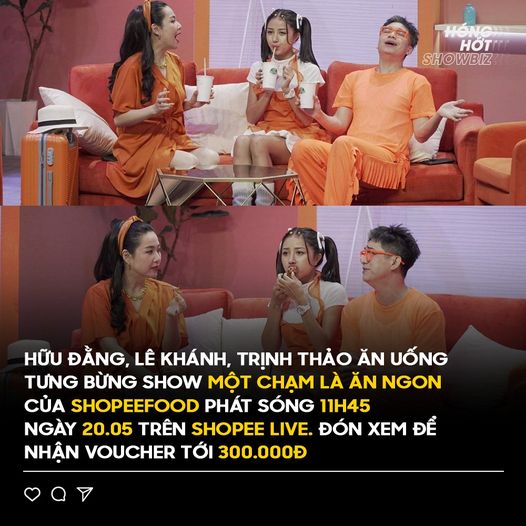 HÓNG
HỚT
SHOWBIZ
HỮU ĐẰNG, LÊ KHÁNH, TRỊNH THẢO ĂN UỐNG
TƯNG BỪNG SHOW MỘT CHẠM LÀ ĂN NGON
CỦA SHOPEEFOOD PHÁT SÓNG 11H45
NGÀY 20.05 TRÊN SHOPEE LIVE. ĐÓN XEM ĐỂ
NHẬN VOUCHER TỚI 300.000Đ